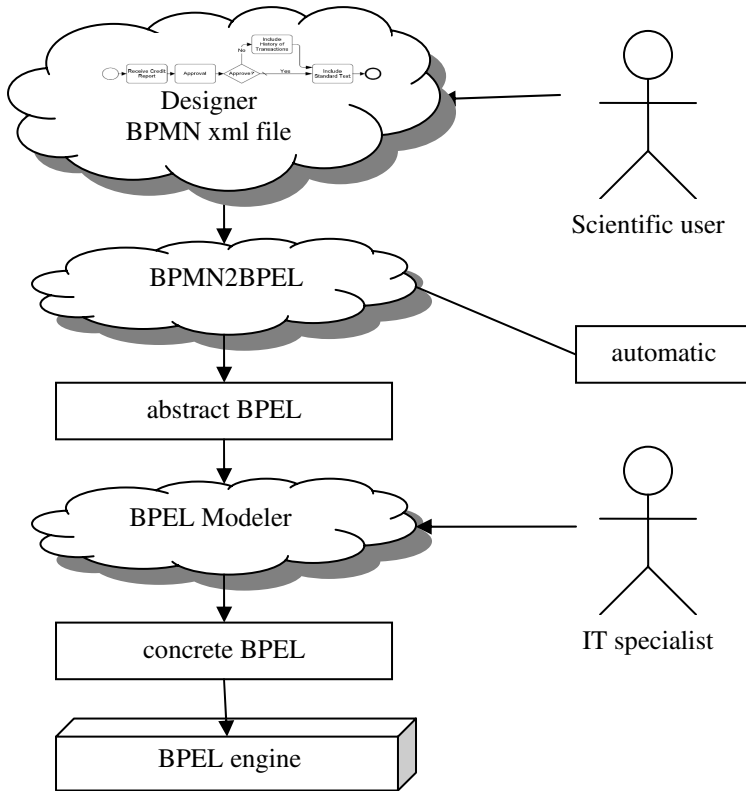 Include
History of
Transactions
No
Receive Credit
Report
Approval
Approve?
Yes
Include
Standard Text
Designer
BPMN xml file
Scientific user
BPMN2BPEL
automatic
abstract BPEL
BPEL Modeler
IT specialist
concrete BPEL
BPEL engine